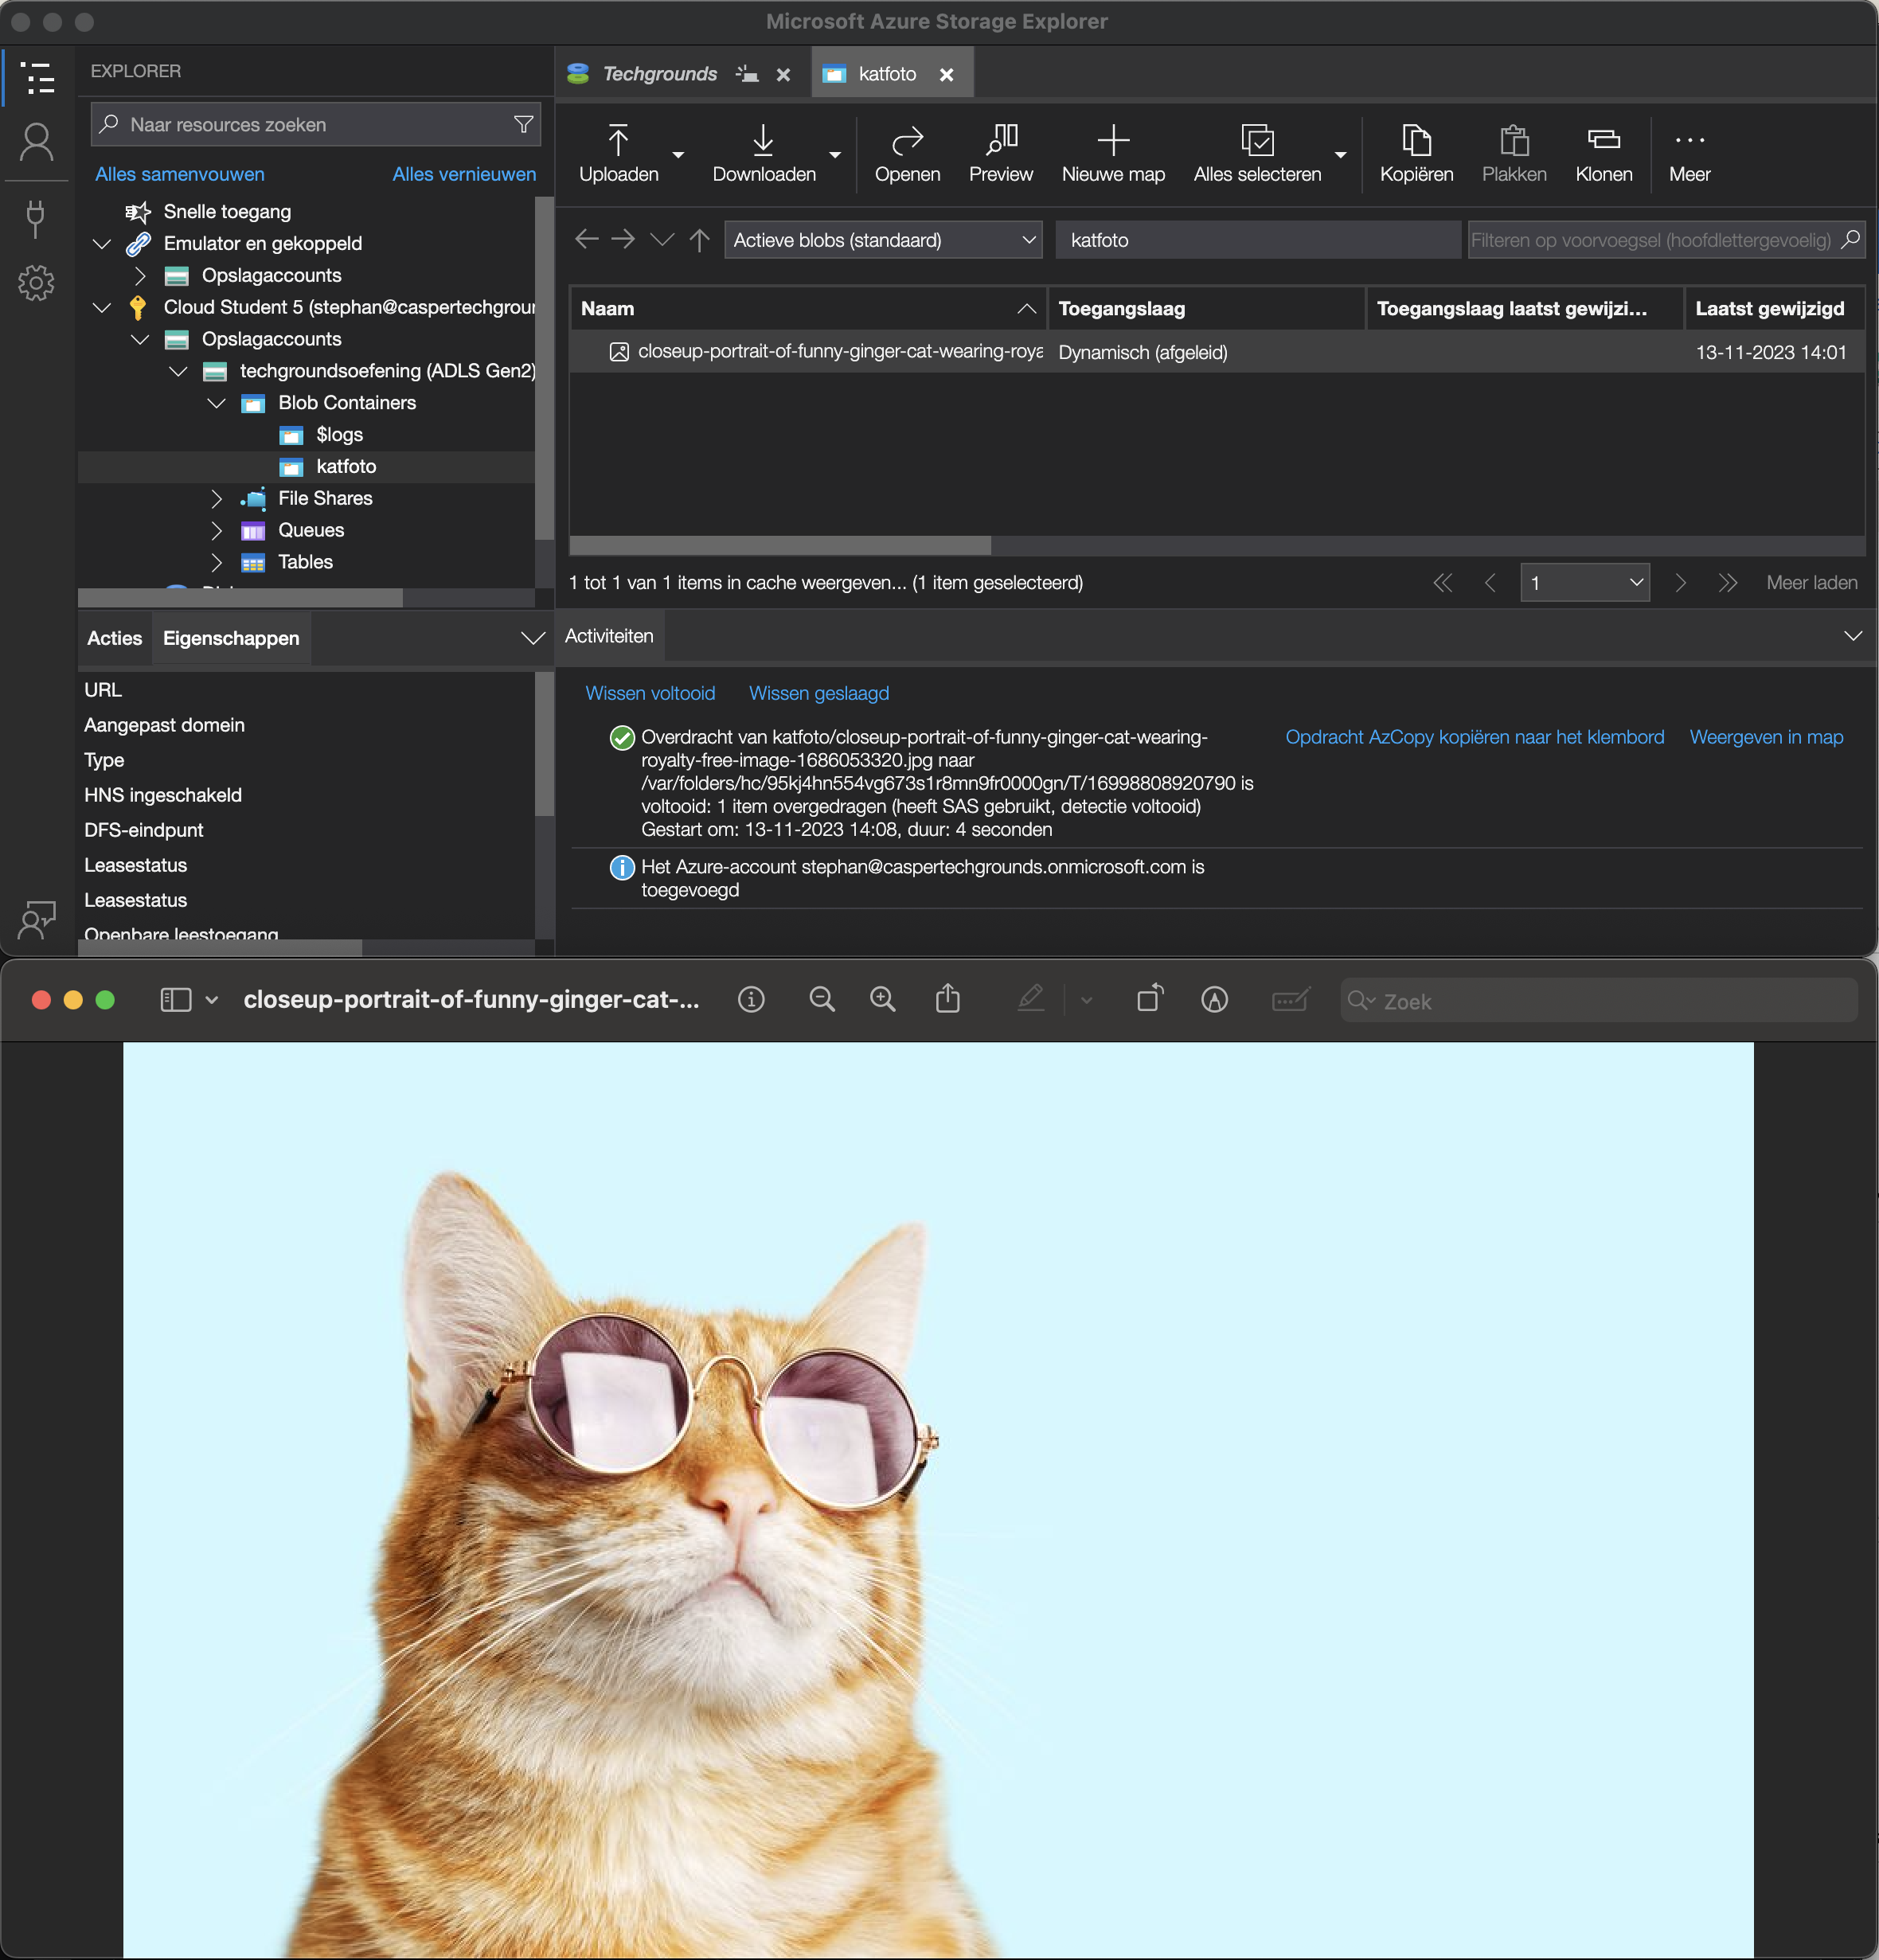 Microsoft Azure Storage Explorer
EXPLORER
Naar resources zoeken
Alles samenvouwen
Alles vernieuwen
Snelle toegang
Emulator en gekoppeld
Opslagaccounts
Cloud Student 5 (stephan@caspertechgrour
Opslagaccounts
techgroundsoefening (ADLS Gen2)
Blob Containers
$logs
katfoto
File Shares
Queues
Tables
Acties
Eigenschappen
URL
Aangepast domein
Type
HNS ingeschakeld
DFS-eindpunt
Leasestatus
Leasestatus
Openbare leestoegang
Techgrounds
katfoto
Uploaden
Downloaden
Openen
Preview
Nieuwe map
Alles selecteren
Kopiëren
Plakken
Klonen
Meer
Actieve blobs (standaard)
katfoto
Filteren op voorvoegsel (hoofdlettergevoelig)
Naam
Toegangslaag
Toegangslaag laatst gewijzi...
Laatst gewijzigd
closeup-portrait-of-funny-ginger-cat-wearing-roya
Dynamisch (afgeleid)
13-11-2023 14:01
1 tot 1 van 1 items in cache weergeven... (1 item geselecteerd)
1
Meer laden
Activiteiten
Wissen voltooid
Wissen geslaagd
Overdracht van katfoto/closeup-portrait-of-funny-ginger-cat-wearing-
royalty-free-image-1686053320.jpg naar
/var/folders/hc/95kj4hn554vg673s1r8mn9fr0000gn/T/16998808920790 is
voltooid: 1 item overgedragen (heeft SAS gebruikt, detectie voltooid)
Gestart om: 13-11-2023 14:08, duur: 4 seconden
Opdracht AzCopy kopiëren naar het klembord
Weergeven in map
Het Azure-account stephan@caspertechgrounds.onmicrosoft.com is
toegevoegd
closeup-portrait-of-funny-ginger-cat-...
Zoek